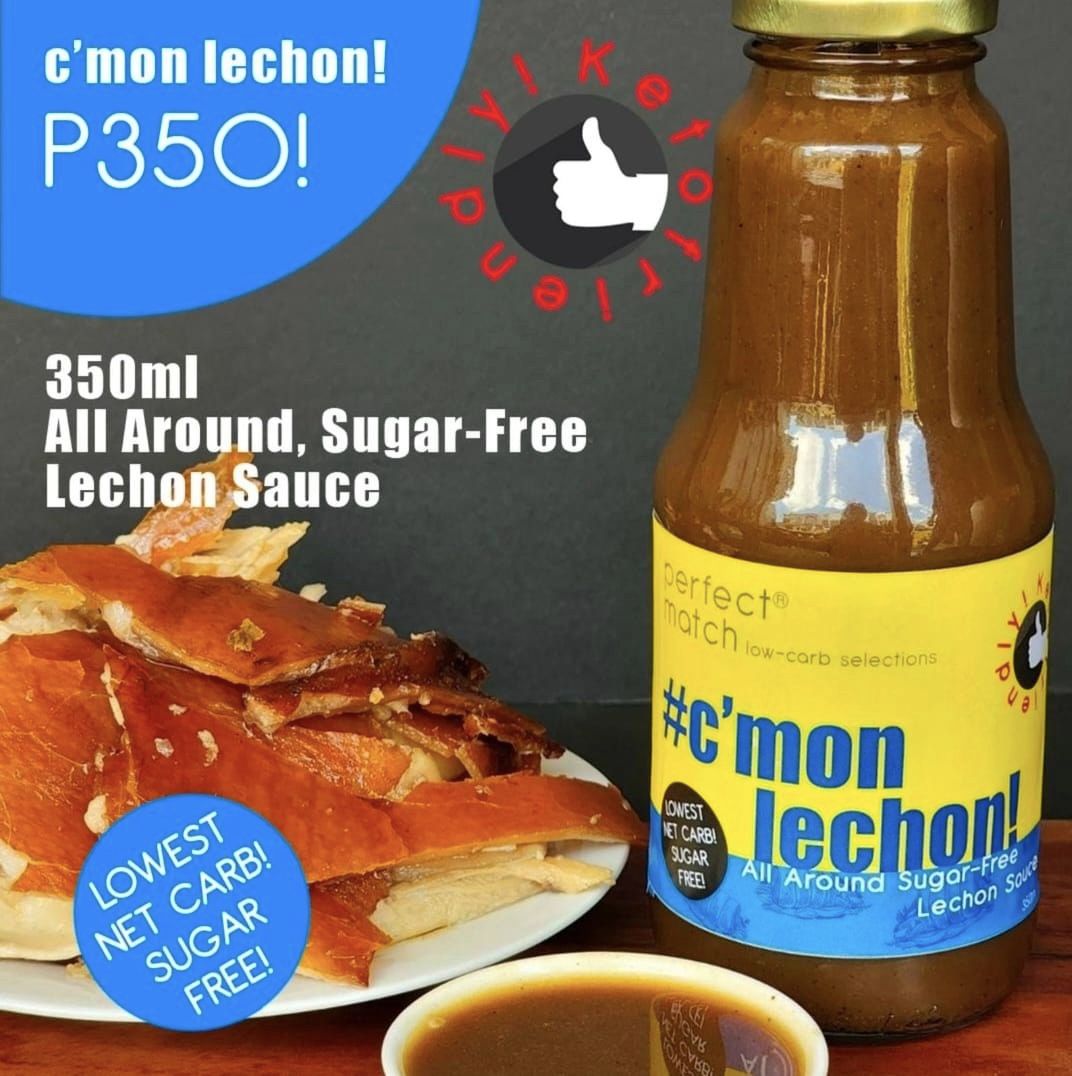 c'mon lechon!
P350!
Ketofriendly!
350ml
All Around, Sugar-Free
Lechon Sauce
LOWEST
NET CARB!
SUGAR
FREE!
perfect®
match low-carb selections
#c'mon
lechon!
LOWEST
NET CARB!
SUGAR
FREE!
All Around Sugar-Free
Lechon Sauce